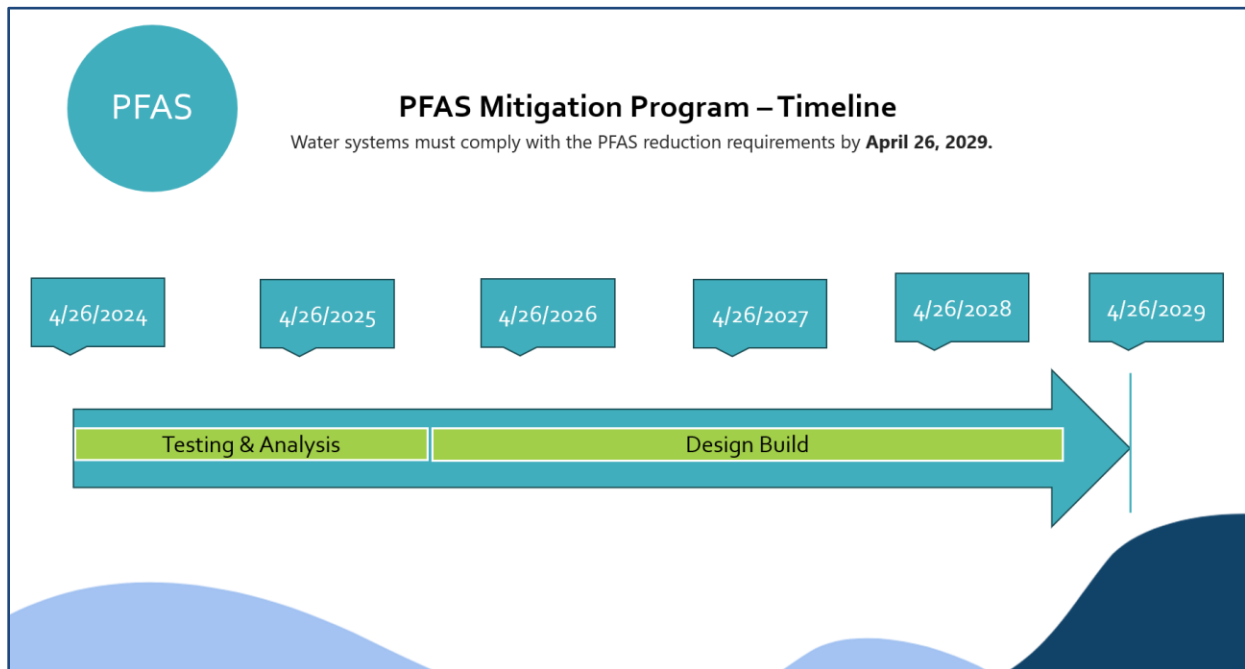 PFAS
PFAS Mitigation Program – Timeline
Water systems must comply with the PFAS reduction requirements by April 26, 2029.
4/26/2024
4/26/2025
4/26/2026
4/26/2027
4/26/2028
4/26/2029
Testing & Analysis
Design Build